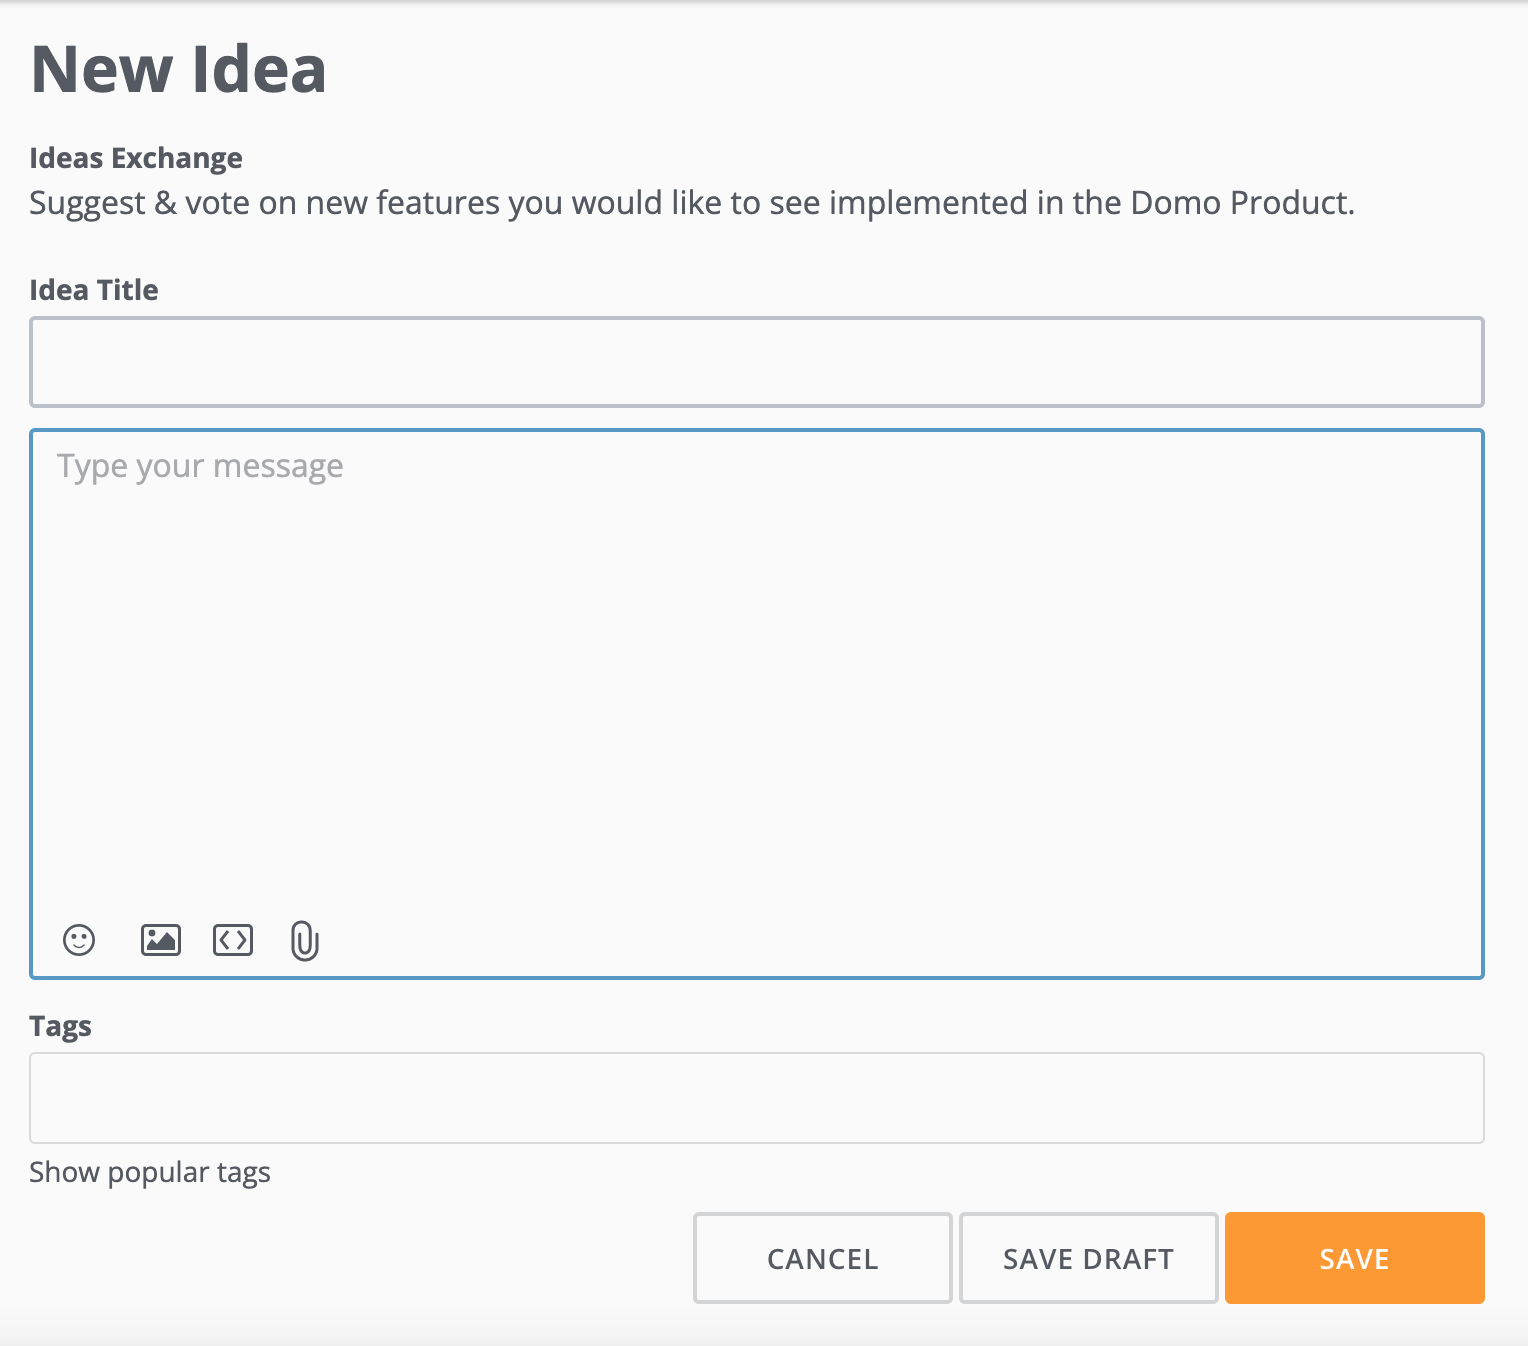 New Idea
Ideas Exchange
Suggest & vote on new features you would like to see implemented in the Domo Product.
Idea Title
Type your message
Tags
Show popular tags
CANCEL SAVE DRAFT SAVE